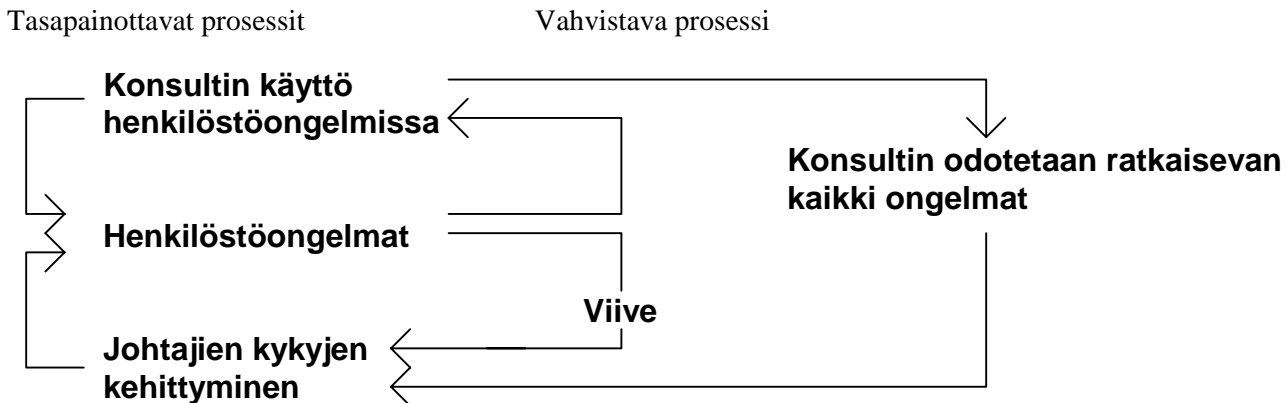 Tasapainottavat prosessit
Vahvistava prosessi
Konsultin käyttö
henkilöstöongelmissa
Konsultin odotetaan ratkaisevan
kaikki ongelmat
Henkilöstöongelmat
Viive
Johtajien kykyjen
kehittyminen